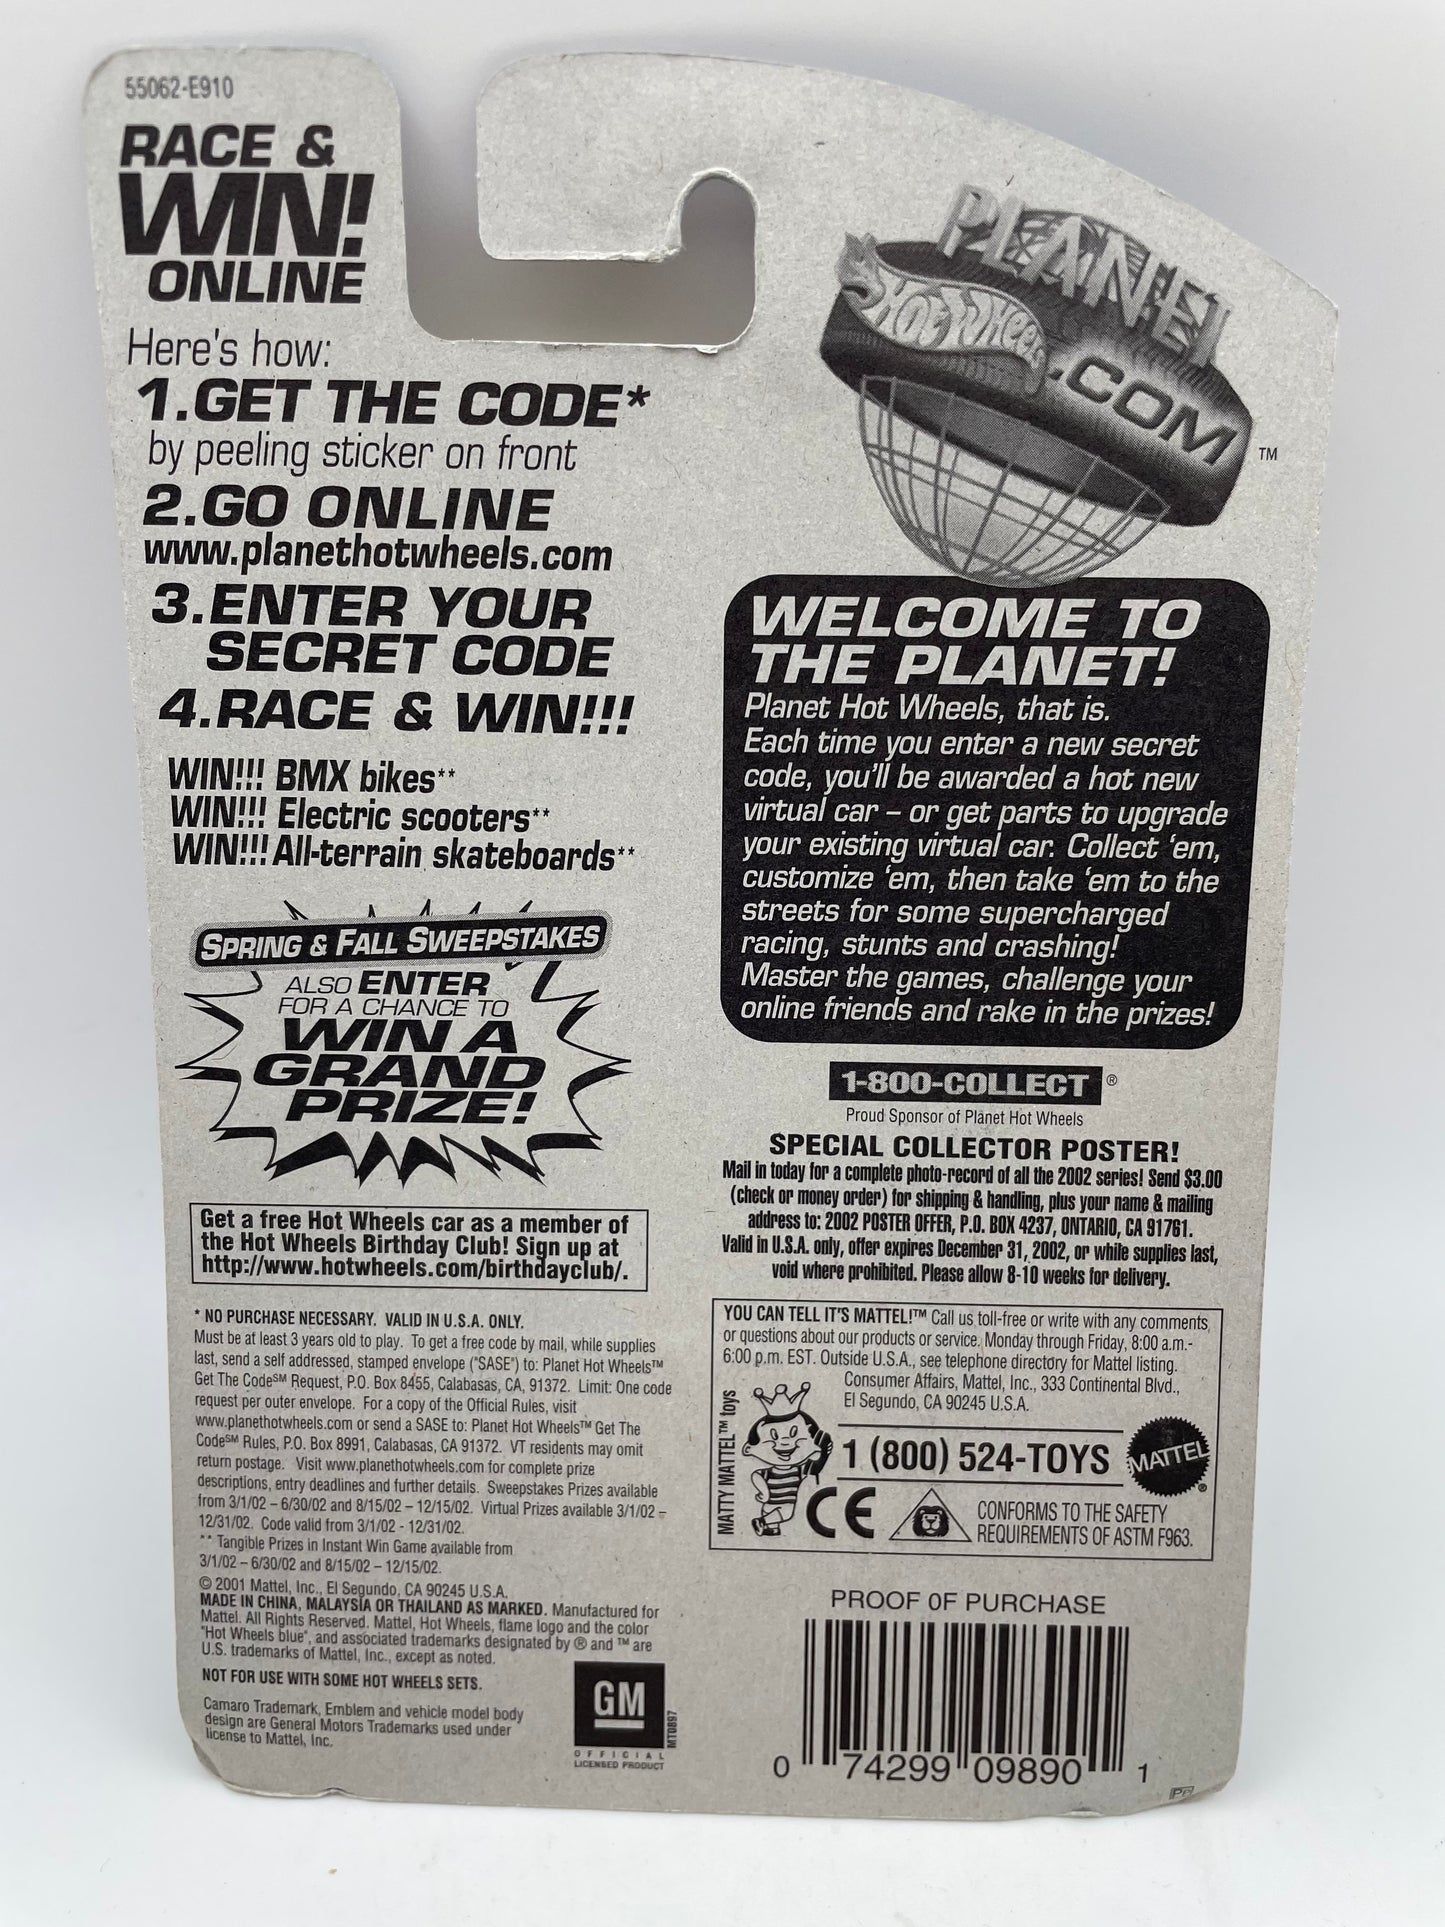 55062-E910
RACE &
WIN!
ONLINE
Here's how:
1.GET THE CODE*
by peeling sticker on front
2.GO ONLINE
www.planethotwheels.com
3.ENTER YOUR
SECRET CODE
4.RACE & WIN!!!
WIN!!! BMX bikes**
WIN!!! Electric scooters**
WIN!!! All-terrain skateboards**
SPRING & FALL SWEEPSTAKES
ALSO ENTER
FOR A CHANCE TO
WIN A
GRAND
PRIZE!
Get a free Hot Wheels car as a member of
the Hot Wheels Birthday Club! Sign up at
http://www.hotwheels.com/birthdayclub/.
* NO PURCHASE NECESSARY. VALID IN U.S.A. ONLY.
Must be at least 3 years old to play. To get a free code by mail, while supplies
last, send a self addressed, stamped envelope ("SASE") to: Planet Hot Wheels™
Get The Code℠ Request, P.O. Box 8455, Calabasas, CA, 91372. Limit: One code
request per outer envelope. For a copy of the Official Rules, visit
www.planethotwheels.com or send a SASE to: Planet Hot Wheels™ Get The
Code℠ Rules, P.O. Box 8991, Calabasas, CA 91372. VT residents may omit
return postage. Visit www.planethotwheels.com for complete prize
descriptions, entry deadlines and further details. Sweepstakes Prizes available
from 3/1/02 – 6/30/02 and 8/15/02 – 12/15/02. Virtual Prizes available 3/1/02 –
12/31/02. Code valid from 3/1/02 - 12/31/02.
** Tangible Prizes in Instant Win Game available from
3/1/02 – 6/30/02 and 8/15/02 – 12/15/02.
© 2001 Mattel, Inc., El Segundo, CA 90245 U.S.A.
MADE IN CHINA, MALAYSIA OR THAILAND AS MARKED. Manufactured for
Mattel. All Rights Reserved. Mattel, Hot Wheels, flame logo and the color
"Hot Wheels blue", and associated trademarks designated by ® and ™ are
U.S. trademarks of Mattel, Inc., except as noted.
NOT FOR USE WITH SOME HOT WHEELS SETS.
Camaro Trademark, Emblem and vehicle model body
design are General Motors Trademarks used under
license to Mattel, Inc.
GM
OFFICIAL
LICENSED PRODUCT
MT0897
PLANET
Hot Wheels
.COM
™
WELCOME TO
THE PLANET!
Planet Hot Wheels, that is.
Each time you enter a new secret
code, you'll be awarded a hot new
virtual car – or get parts to upgrade
your existing virtual car. Collect 'em,
customize 'em, then take 'em to the
streets for some supercharged
racing, stunts and crashing!
Master the games, challenge your
online friends and rake in the prizes!
1-800-COLLECT ®
Proud Sponsor of Planet Hot Wheels
SPECIAL COLLECTOR POSTER!
Mail in today for a complete photo-record of all the 2002 series! Send $3.00
(check or money order) for shipping & handling, plus your name & mailing
address to: 2002 POSTER OFFER, P.O. BOX 4237, ONTARIO, CA 91761.
Valid in U.S.A. only, offer expires December 31, 2002, or while supplies last,
void where prohibited. Please allow 8-10 weeks for delivery.
YOU CAN TELL IT'S MATTEL!™ Call us toll-free or write with any comments
or questions about our products or service. Monday through Friday, 8:00 a.m.-
6:00 p.m. EST. Outside U.S.A., see telephone directory for Mattel listing.
Consumer Affairs, Mattel, Inc., 333 Continental Blvd.,
El Segundo, CA 90245 U.S.A.
MATTY MATTEL™ toys
1 (800) 524-TOYS
MATTEL
®
CE
CONFORMS TO THE SAFETY
REQUIREMENTS OF ASTM F963.
PROOF OF PURCHASE
0 74299 09890 1